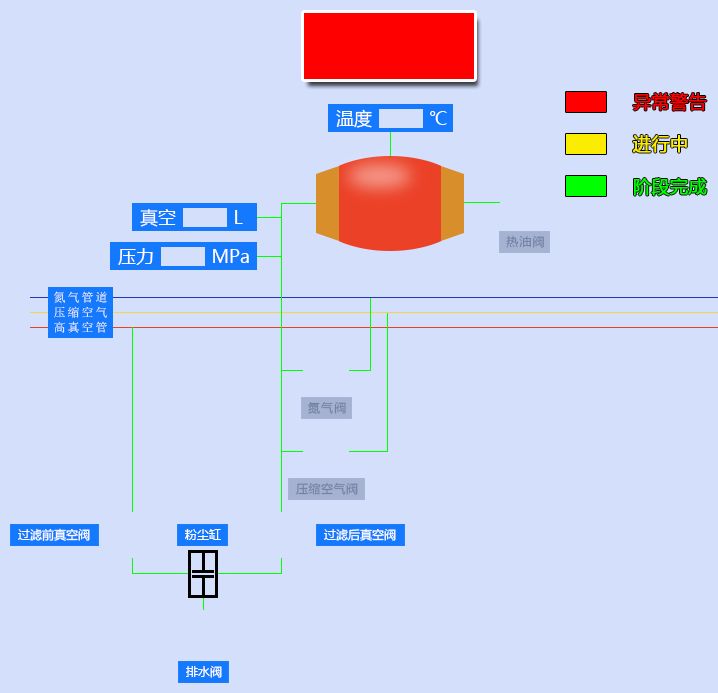 异常警告
温度 ℃
进行中
阶段完成
真空 L
热油阀
压力 MPa
氮气管道
压缩空气
高真空管
氮气阀
压缩空气阀
过滤前真空阀
粉尘缸
过滤后真空阀
排水阀